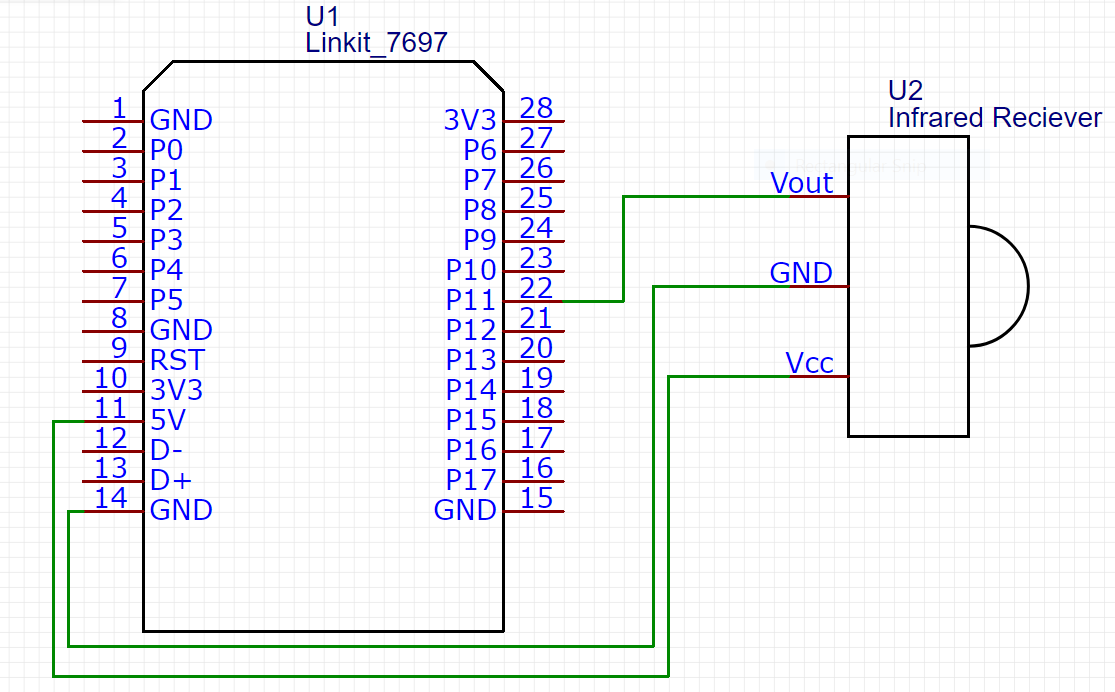 U1
Linkit_7697
1 GND
2 P0
3 P1
4 P2
5 P3
6 P4
7 P5
8 GND
9 RST
10 3V3
11 5V
12 D-
13 D+
14 GND
3V3 28
P6 27
P7 26
P8 25
P9 24
P10 23
P11 22
P12 21
P13 20
P14 19
P15 18
P16 17
P17 16
GND 15
U2
Infrared Reciever
Vout
GND
Vcc